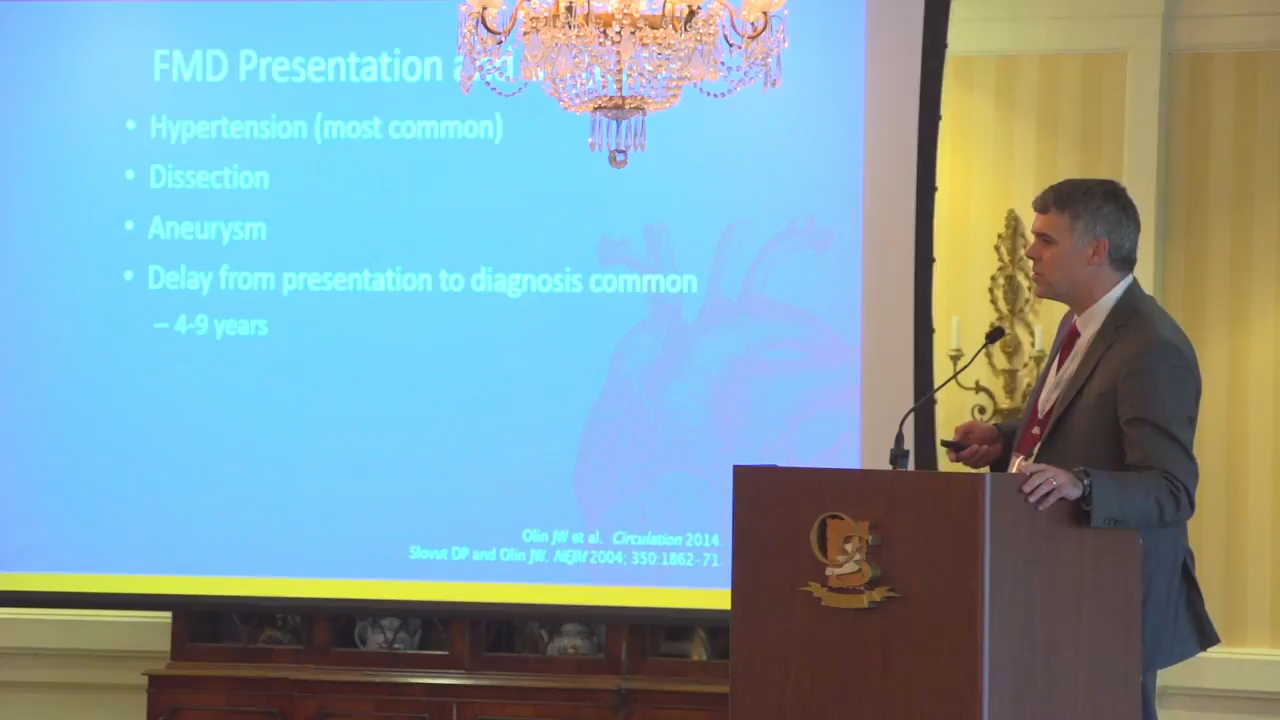 FMD Presentation and
• Hypertension (most common)
• Dissection
• Aneurysm
• Delay from presentation to diagnosis common
– 4-9 years
Olin JW et al. Circulation 2014.
Slovut DP and Olin JW. NEJM 2004; 350:1862-71